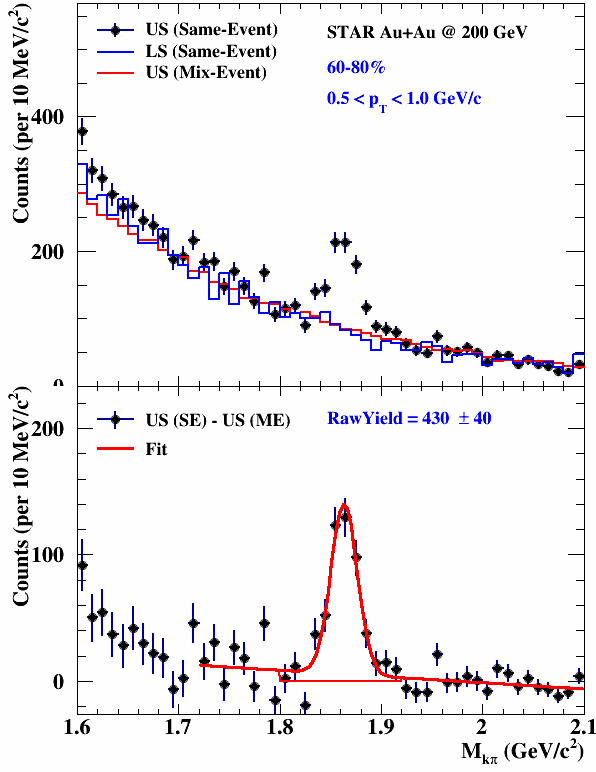 US (Same-Event)
LS (Same-Event)
US (Mix-Event)
STAR Au+Au @ 200 GeV
60-80%
0.5 < p_T < 1.0 GeV/c
Counts (per 10 MeV/c²)
400
200
0
US (SE) - US (ME)
Fit
RawYield = 430 ± 40
Counts (per 10 MeV/c²)
200
100
0
1.6 1.7 1.8 1.9 2 2.1
M_kπ (GeV/c²)